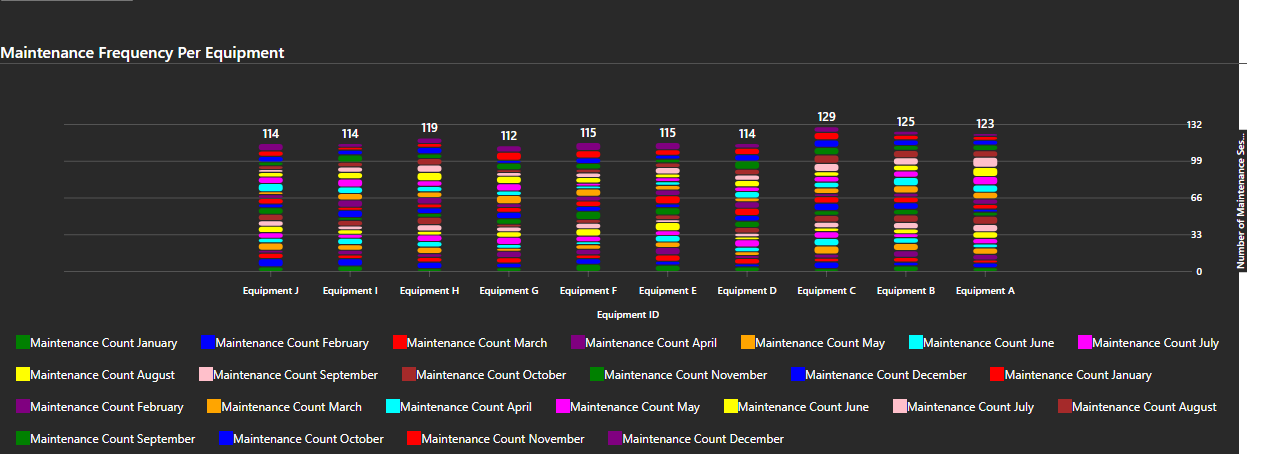 Maintenance Frequency Per Equipment
114 114 119 112 115 115 114 129 125 123
132
99
66
33
0
Number of Maintenance Ses...
Equipment J Equipment I Equipment H Equipment G Equipment F Equipment E Equipment D Equipment C Equipment B Equipment A
Equipment ID
Maintenance Count January Maintenance Count February Maintenance Count March Maintenance Count April Maintenance Count May Maintenance Count June Maintenance Count July
Maintenance Count August Maintenance Count September Maintenance Count October Maintenance Count November Maintenance Count December Maintenance Count January
Maintenance Count February Maintenance Count March Maintenance Count April Maintenance Count May Maintenance Count June Maintenance Count July Maintenance Count August
Maintenance Count September Maintenance Count October Maintenance Count November Maintenance Count December